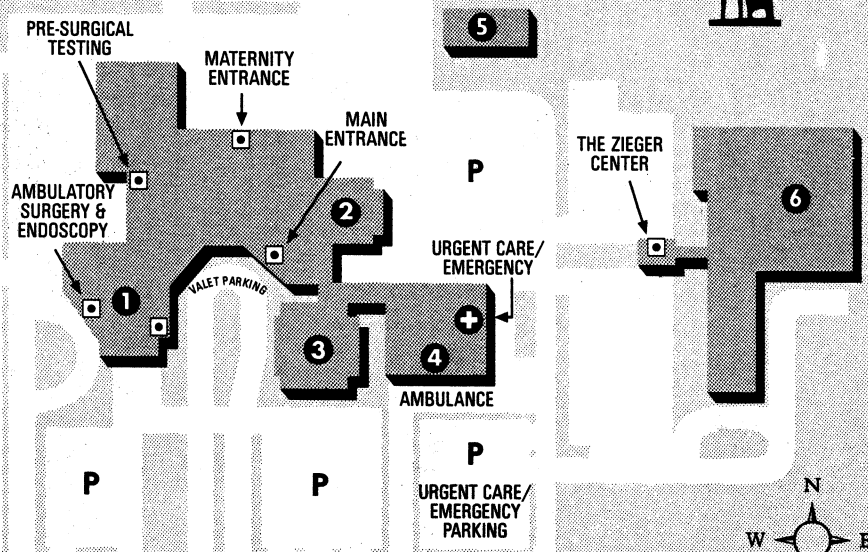 5
PRE-SURGICAL
TESTING
MATERNITY
ENTRANCE
MAIN
ENTRANCE
P
THE ZIEGER
CENTER
AMBULATORY
SURGERY &
ENDOSCOPY
2
6
URGENT CARE/
EMERGENCY
VALET PARKING
1
3
4
AMBULANCE
P
P
P
URGENT CARE/
EMERGENCY
PARKING
N
W
E